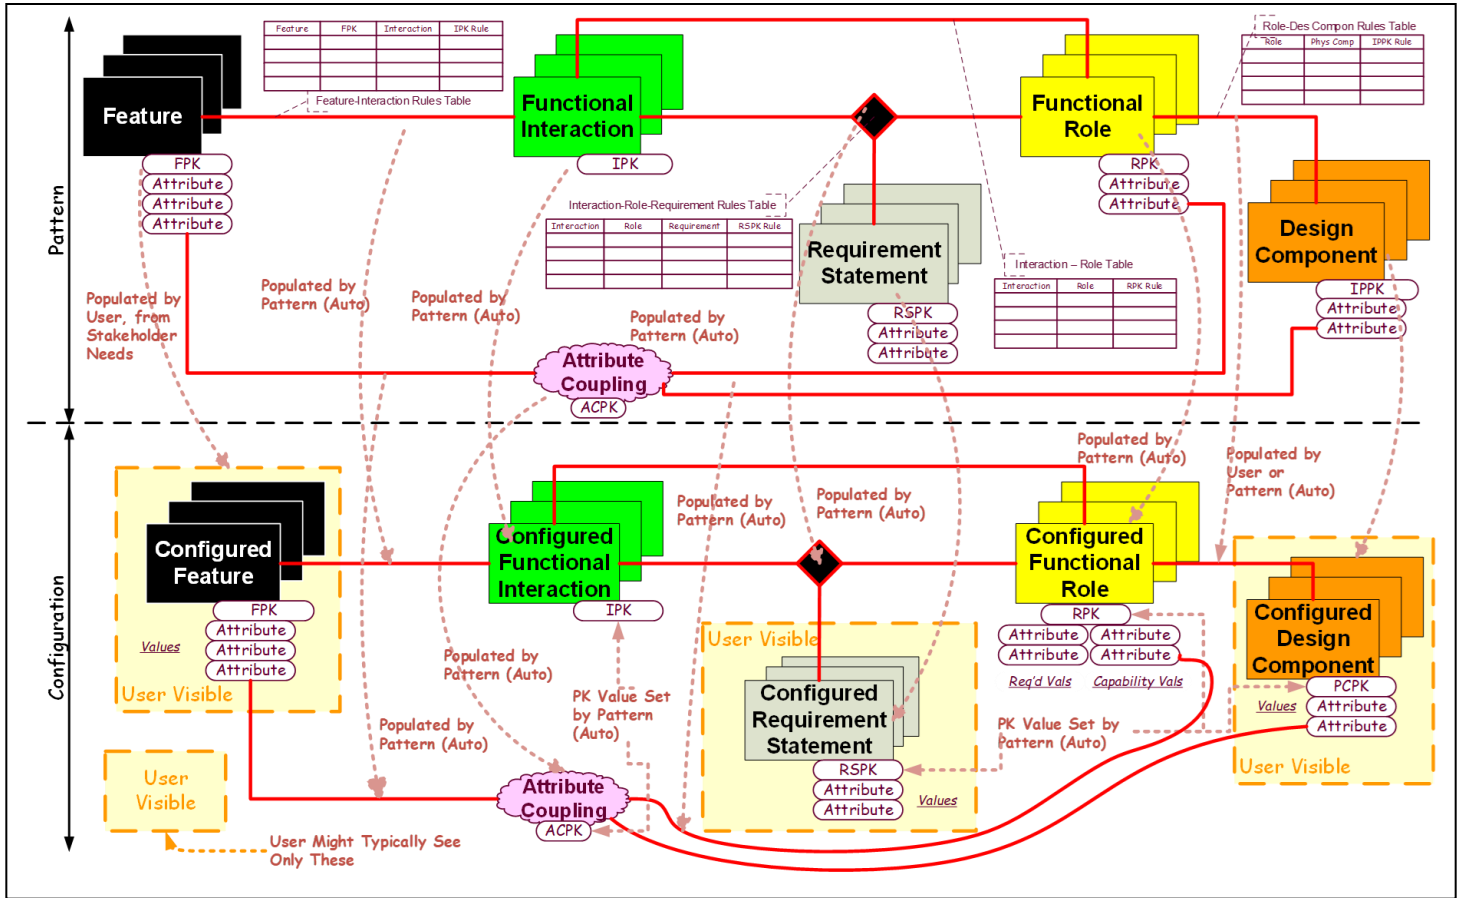 Pattern
Feature
FPK
Attribute
Attribute
Attribute
Feature FPK Interaction IPK Rule
Feature-Interaction Rules Table
Functional
Interaction
IPK
Interaction-Role-Requirement Rules Table
Interaction Role Requirement RSPK Rule
Requirement
Statement
RSPK
Attribute
Attribute
Functional
Role
RPK
Attribute
Attribute
Interaction – Role Table
Interaction Role RPK Rule
Role-Des Compon Rules Table
Role Phys Comp IPPK Rule
Design
Component
IPPK
Attribute
Attribute
Populated by
User, from
Stakeholder
Needs
Populated by
Pattern (Auto)
Populated by
Pattern (Auto)
Populated by
Pattern (Auto)
Attribute
Coupling
ACPK
Configuration
Configured
Feature
FPK
Attribute
Attribute
Attribute
Values
User Visible
Configured
Functional
Interaction
IPK
Populated by
Pattern (Auto)
Populated by
Pattern (Auto)
Populated by
Pattern (Auto)
Populated by
User or
Pattern (Auto)
Configured
Functional
Role
RPK
Attribute Attribute
Attribute Attribute
Req'd Vals Capability Vals
Configured
Design
Component
PCPK
Attribute
Attribute
Values
User Visible
User Visible
Configured
Requirement
Statement
RSPK
Attribute
Attribute
Values
Populated by
Pattern (Auto)
PK Value Set
by Pattern
(Auto)
PK Value Set by
Pattern (Auto)
Populated by
Pattern (Auto)
Attribute
Coupling
ACPK
User
Visible
User Might Typically See
Only These